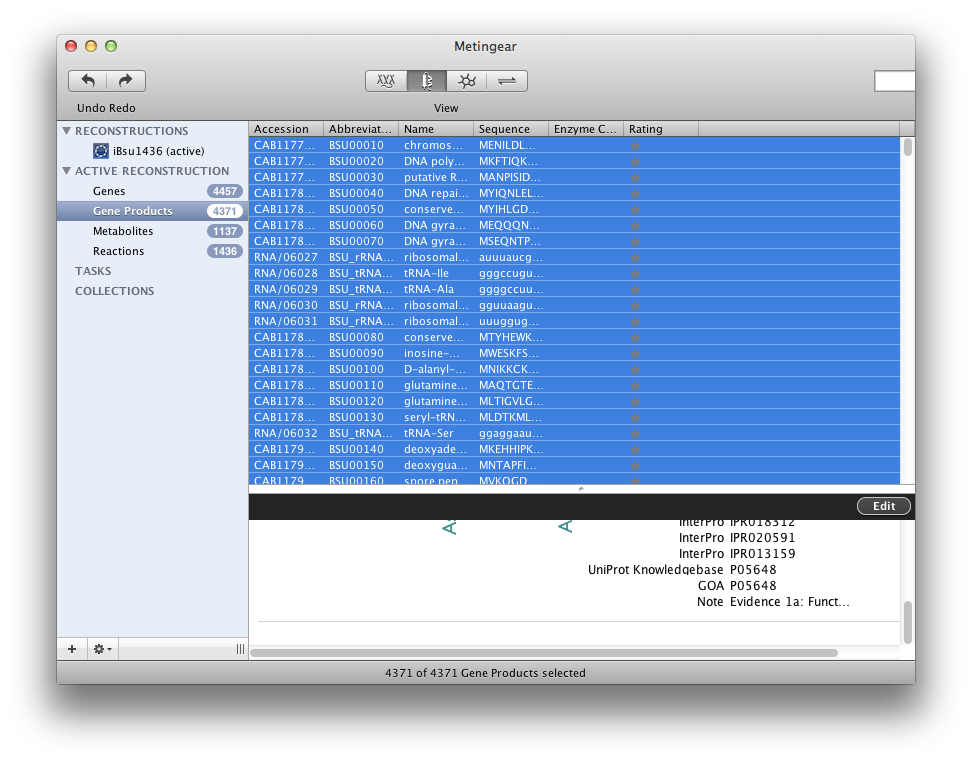 Metingear
Undo Redo
View
Accession Abbreviat... Name Sequence Enzyme C... Rating
RECONSTRUCTIONS
iBsu1436 (active)
ACTIVE RECONSTRUCTION
Genes 4457
Gene Products 4371
Metabolites 1137
Reactions 1436
TASKS
COLLECTIONS
CAB1177... BSU00010 chromos... MENILDL...
CAB1177... BSU00020 DNA poly... MKFTIQK...
CAB1177... BSU00030 putative R... MANPISID...
CAB1178... BSU00040 DNA repai... MYIQNLEL...
CAB1178... BSU00050 conserve... MYIHLGD...
CAB1178... BSU00060 DNA gyra... MEQQQN...
CAB1178... BSU00070 DNA gyra... MSEQNTP...
RNA/06027 BSU_rRNA... ribosomal... auuuaucg...
RNA/06028 BSU_tRNA... tRNA-Ile gggccugu...
RNA/06029 BSU_tRNA... tRNA-Ala ggggccuu...
RNA/06030 BSU_rRNA... ribosomal... gguuaagu...
RNA/06031 BSU_rRNA... ribosomal... uuuggug...
CAB1178... BSU00080 conserve... MTYHEWK...
CAB1178... BSU00090 inosine-... MWESKFS...
CAB1178... BSU00100 D-alanyl-... MNIKKCK...
CAB1178... BSU00110 glutamine... MAQTGTE...
CAB1178... BSU00120 glutamine... MLTIGVLG...
CAB1178... BSU00130 seryl-tRN... MLDTKML...
RNA/06032 BSU_tRNA... tRNA-Ser ggaggaau...
CAB1179... BSU00140 deoxyade... MKEHHIPK...
CAB1179... BSU00150 deoxygua... MNTAPFI...
CAB1179 BSU00160 spore pen MVKQGD
Edit
InterPro IPR018312
InterPro IPR020591
InterPro IPR013159
UniProt Knowledgebase P05648
GOA P05648
Note Evidence 1a: Funct...
4371 of 4371 Gene Products selected